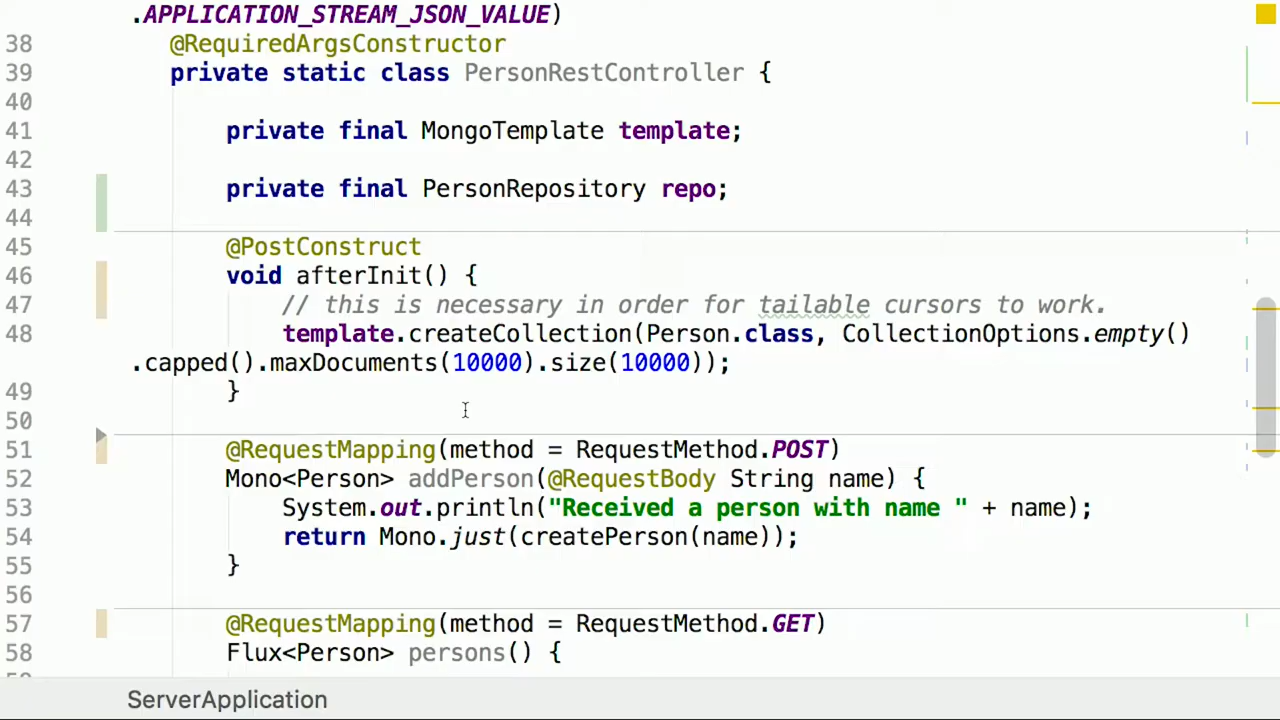 .APPLICATION_STREAM_JSON_VALUE)
38 @RequiredArgsConstructor
39 private static class PersonRestController {
40
41 private final MongoTemplate template;
42
43 private final PersonRepository repo;
44
45 @PostConstruct
46 void afterInit() {
47 // this is necessary in order for tailable cursors to work.
48 template.createCollection(Person.class, CollectionOptions.empty()
.capped().maxDocuments(10000).size(10000));
49 }
50
51 @RequestMapping(method = RequestMethod.POST)
52 Mono<Person> addPerson(@RequestBody String name) {
53 System.out.println("Received a person with name " + name);
54 return Mono.just(createPerson(name));
55 }
56
57 @RequestMapping(method = RequestMethod.GET)
58 Flux<Person> persons() {
ServerApplication